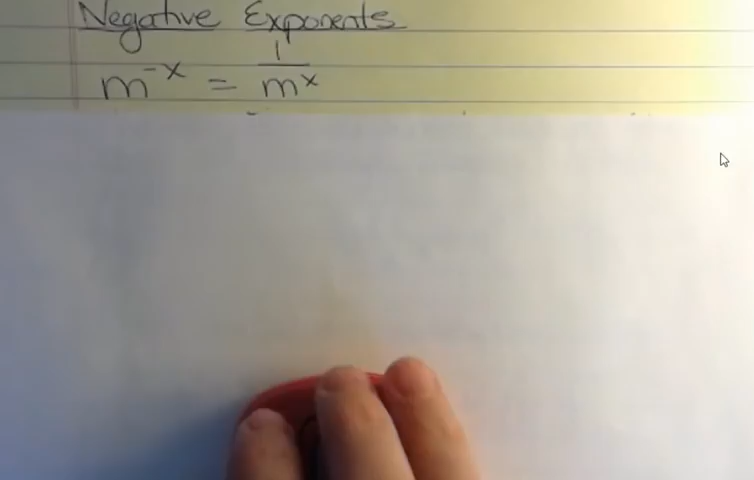 Negative Exponents
m^-x = 1/m^x